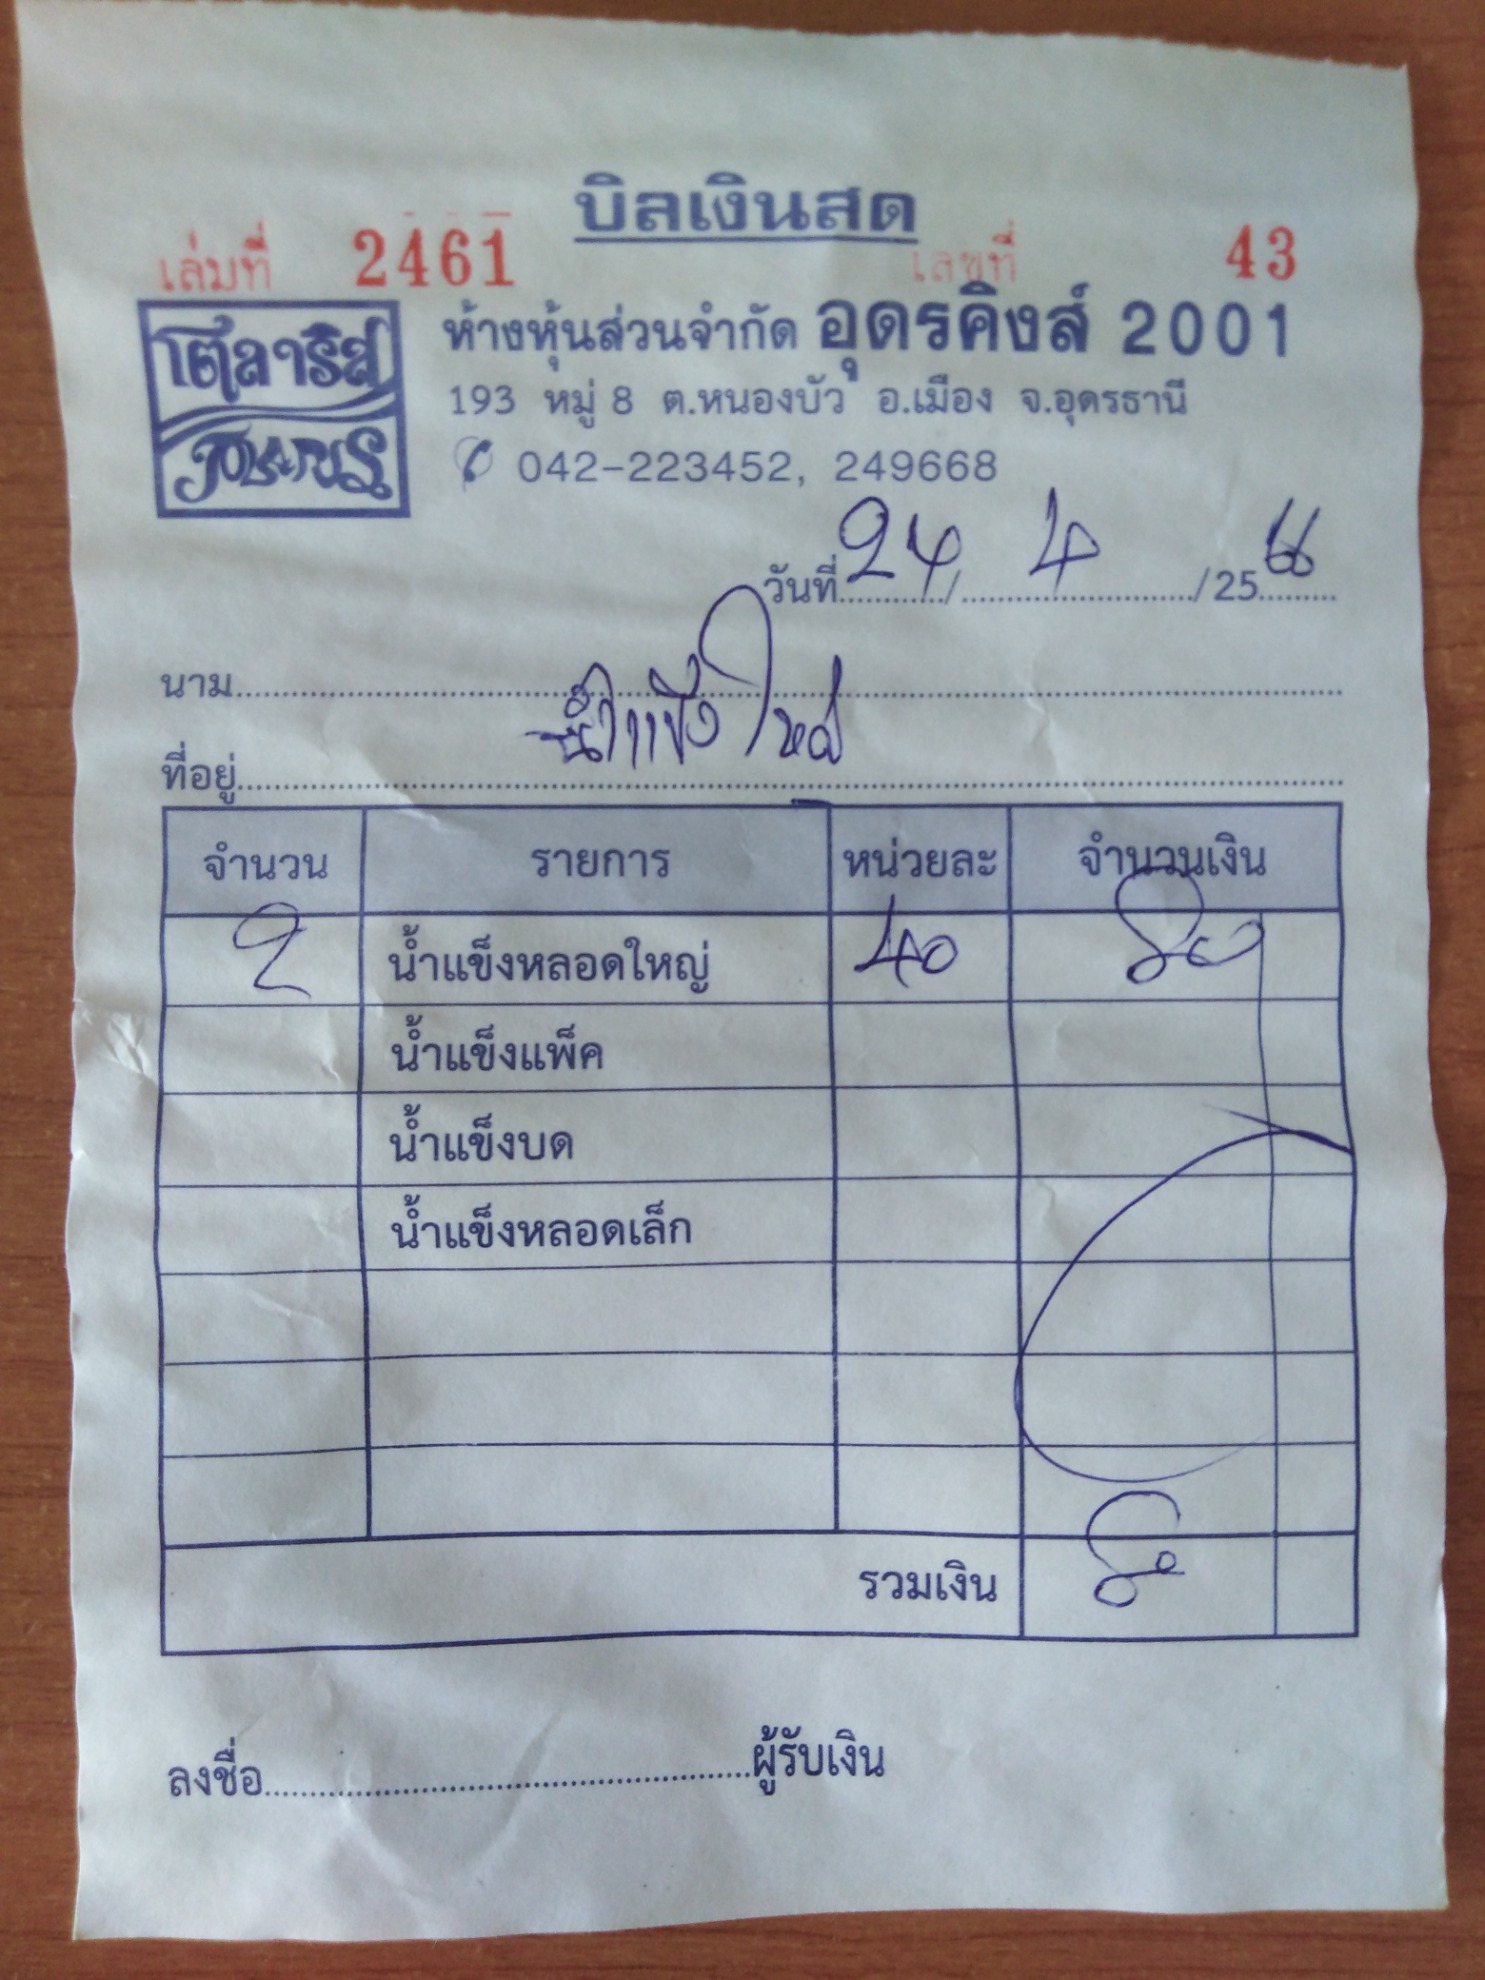 บิลเงินสด
เล่มที่ 2461 เลขที่ 43
โตลาริส
ห้างหุ้นส่วนจำกัด อุดรคิงส์ 2001
193 หมู่ 8 ต.หนองบัว อ.เมือง จ.อุดรธานี
042-223452, 249668
วันที่ 24 / 4 / 25
นาม
น้ำแข็งใหม่
ที่อยู่
จำนวน รายการ หน่วยละ จำนวนเงิน
2 น้ำแข็งหลอดใหญ่ 40 80
น้ำแข็งแพ็ค
น้ำแข็งบด
น้ำแข็งหลอดเล็ก
รวมเงิน 80
ลงชื่อ ผู้รับเงิน